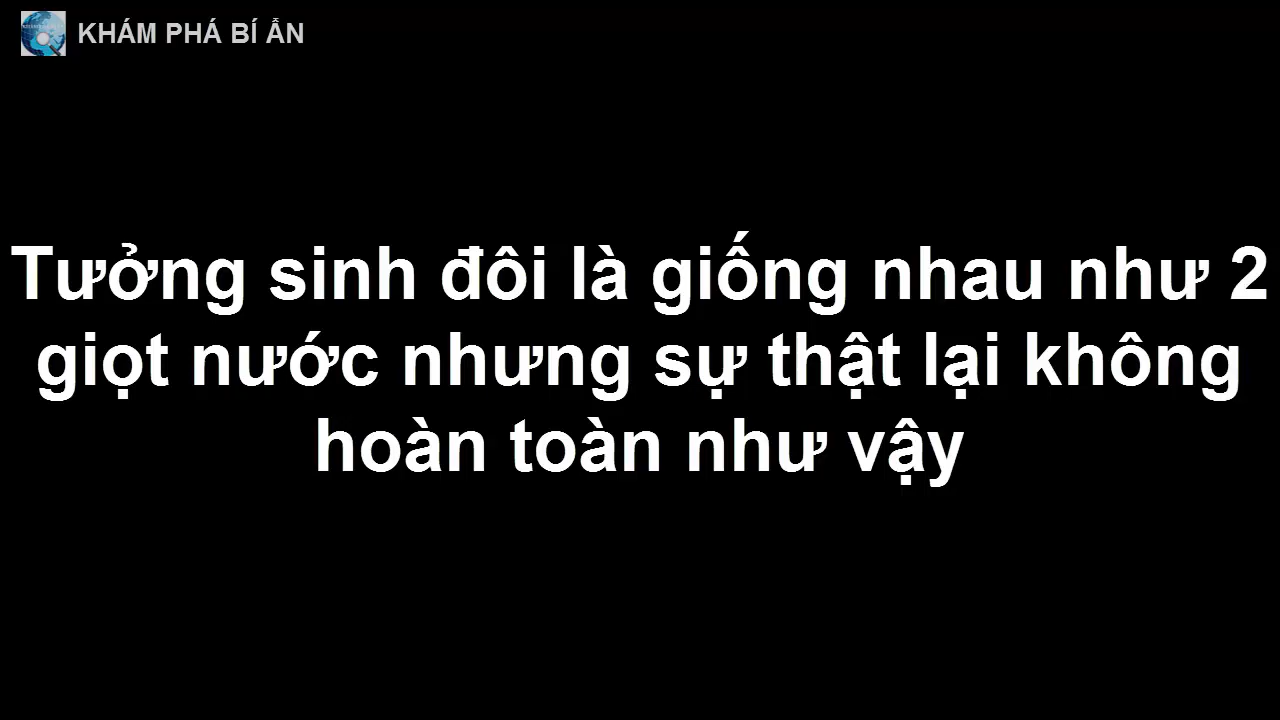 KHÁM PHÁ BÍ ẨN
Tưởng sinh đôi là giống nhau như 2
giọt nước nhưng sự thật lại không
hoàn toàn như vậy